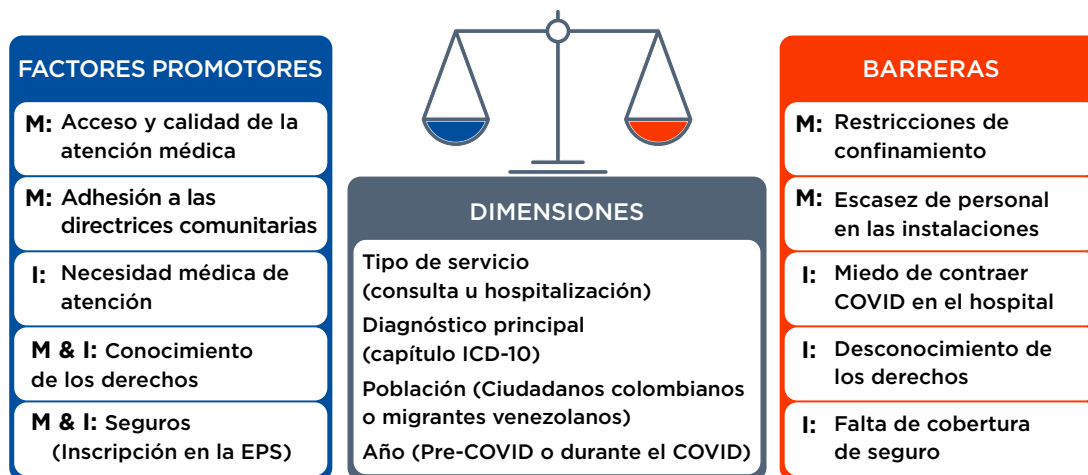 FACTORES PROMOTORES
M: Acceso y calidad de la
atención médica
M: Adhesión a las
directrices comunitarias
I: Necesidad médica de
atención
M & I: Conocimiento
de los derechos
M & I: Seguros
(Inscripción en la EPS)
DIMENSIONES
Tipo de servicio
(consulta u hospitalización)
Diagnóstico principal
(capítulo ICD-10)
Población (Ciudadanos colombianos
o migrantes venezolanos)
Año (Pre-COVID o durante el COVID)
BARRERAS
M: Restricciones de
confinamiento
M: Escasez de personal
en las instalaciones
I: Miedo de contraer
COVID en el hospital
I: Desconocimiento de
los derechos
I: Falta de cobertura
de seguro